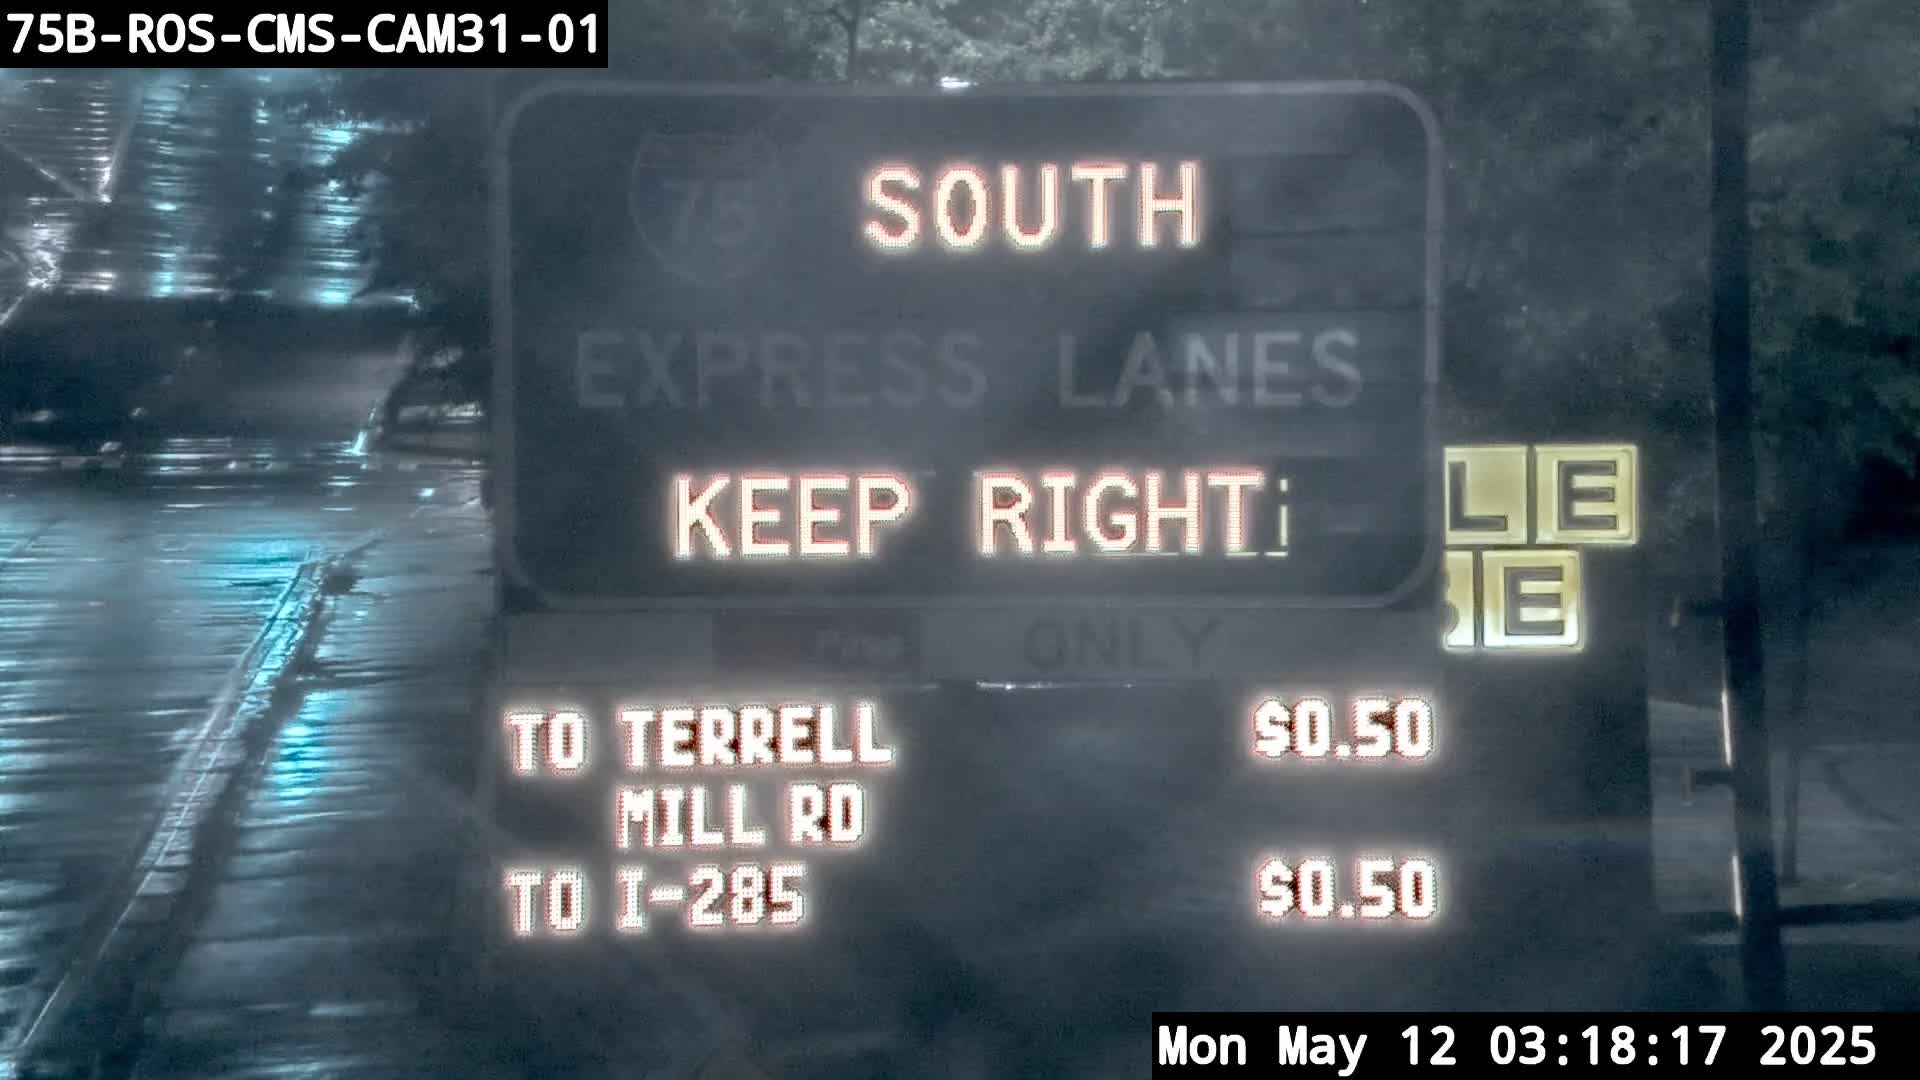 75B-ROS-CMS-CAM31-01
75 SOUTH
EXPRESS LANES
KEEP RIGHT
LE
E
Pass ONLY
TO TERRELL $0.50
MILL RD
TO I-285 $0.50
Mon May 12 03:18:17 2025